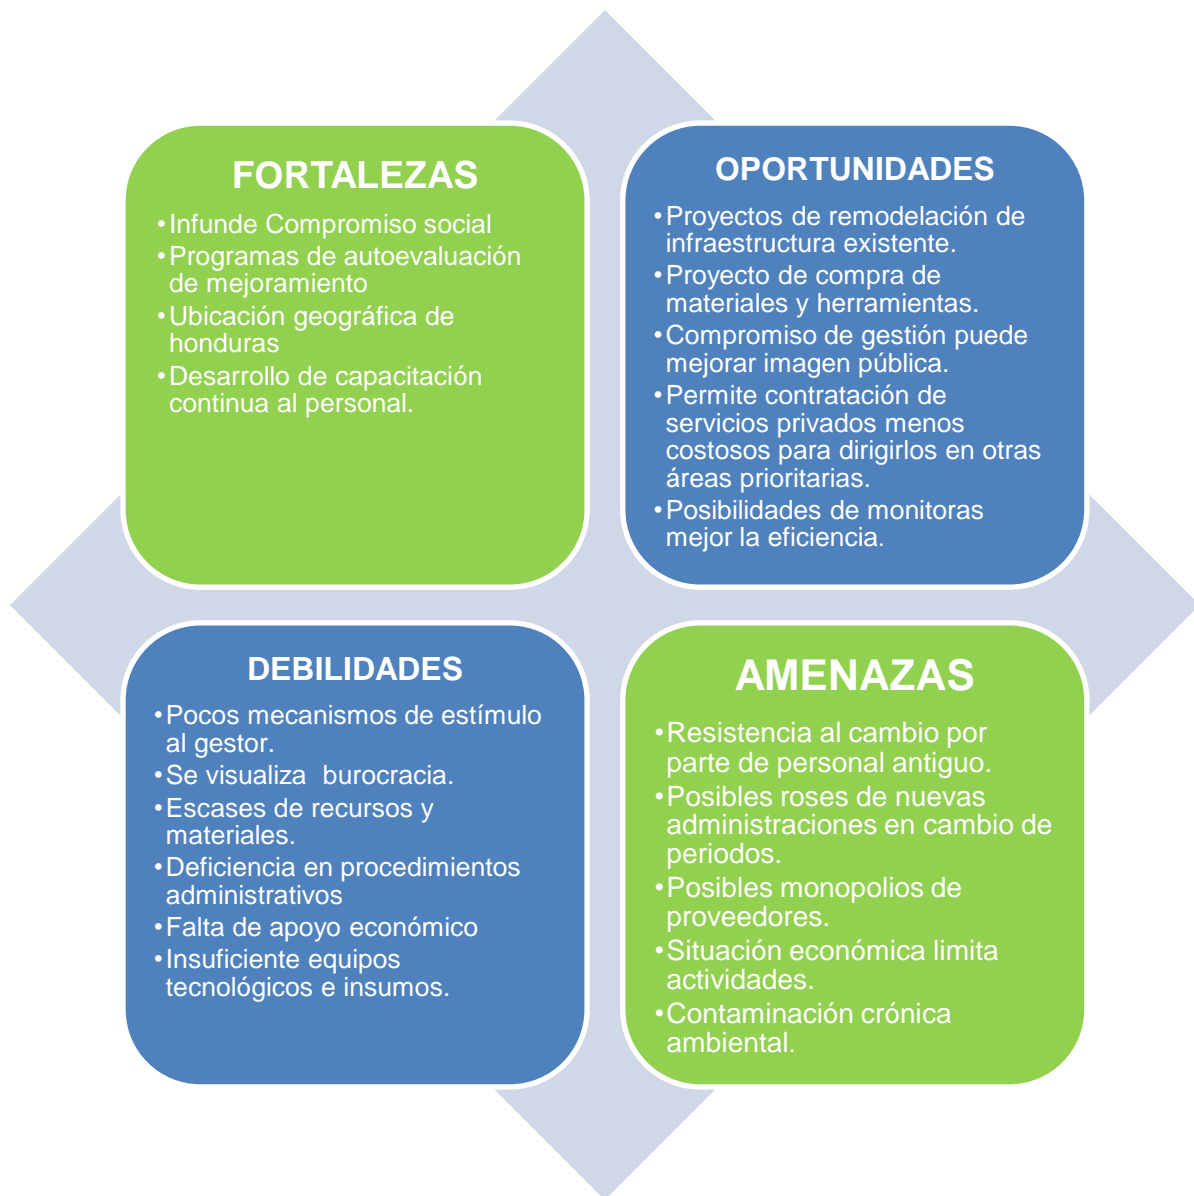 FORTALEZAS
•Infunde Compromiso social
•Programas de autoevaluación
de mejoramiento
•Ubicación geográfica de
honduras
•Desarrollo de capacitación
continua al personal.
OPORTUNIDADES
•Proyectos de remodelación de
infraestructura existente.
•Proyecto de compra de
materiales y herramientas.
•Compromiso de gestión puede
mejorar imagen pública.
•Permite contratación de
servicios privados menos
costosos para dirigirlos en otras
áreas prioritarias.
•Posibilidades de monitoras
mejor la eficiencia.
DEBILIDADES
•Pocos mecanismos de estímulo
al gestor.
•Se visualiza  burocracia.
•Escases de recursos y
materiales.
•Deficiencia en procedimientos
administrativos
•Falta de apoyo económico
•Insuficiente equipos
tecnológicos e insumos.
AMENAZAS
•Resistencia al cambio por
parte de personal antiguo.
•Posibles roses de nuevas
administraciones en cambio de
periodos.
•Posibles monopolios de
proveedores.
•Situación económica limita
actividades.
•Contaminación crónica
ambiental.